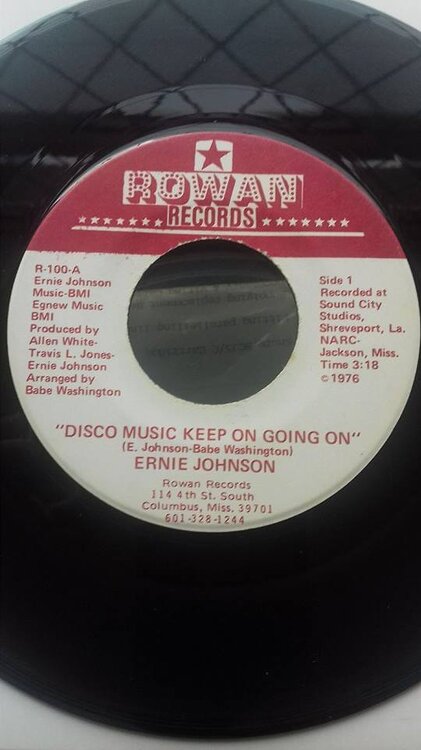 ROWAN
RECORDS
R-100-A
Ernie Johnson
Music-BMI
Egnew Music
BMI
Produced by
Allen White-
Travis L. Jones-
Ernie Johnson
Arranged by
Babe Washington
Side 1
Recorded at
Sound City
Studios,
Shreveport, La.
NARC-
Jackson, Miss.
Time 3:18
©1976
"DISCO MUSIC KEEP ON GOING ON"
(E. Johnson-Babe Washington)
ERNIE JOHNSON
Rowan Records
114 4th St. South
Columbus, Miss. 39701
601-328-1244